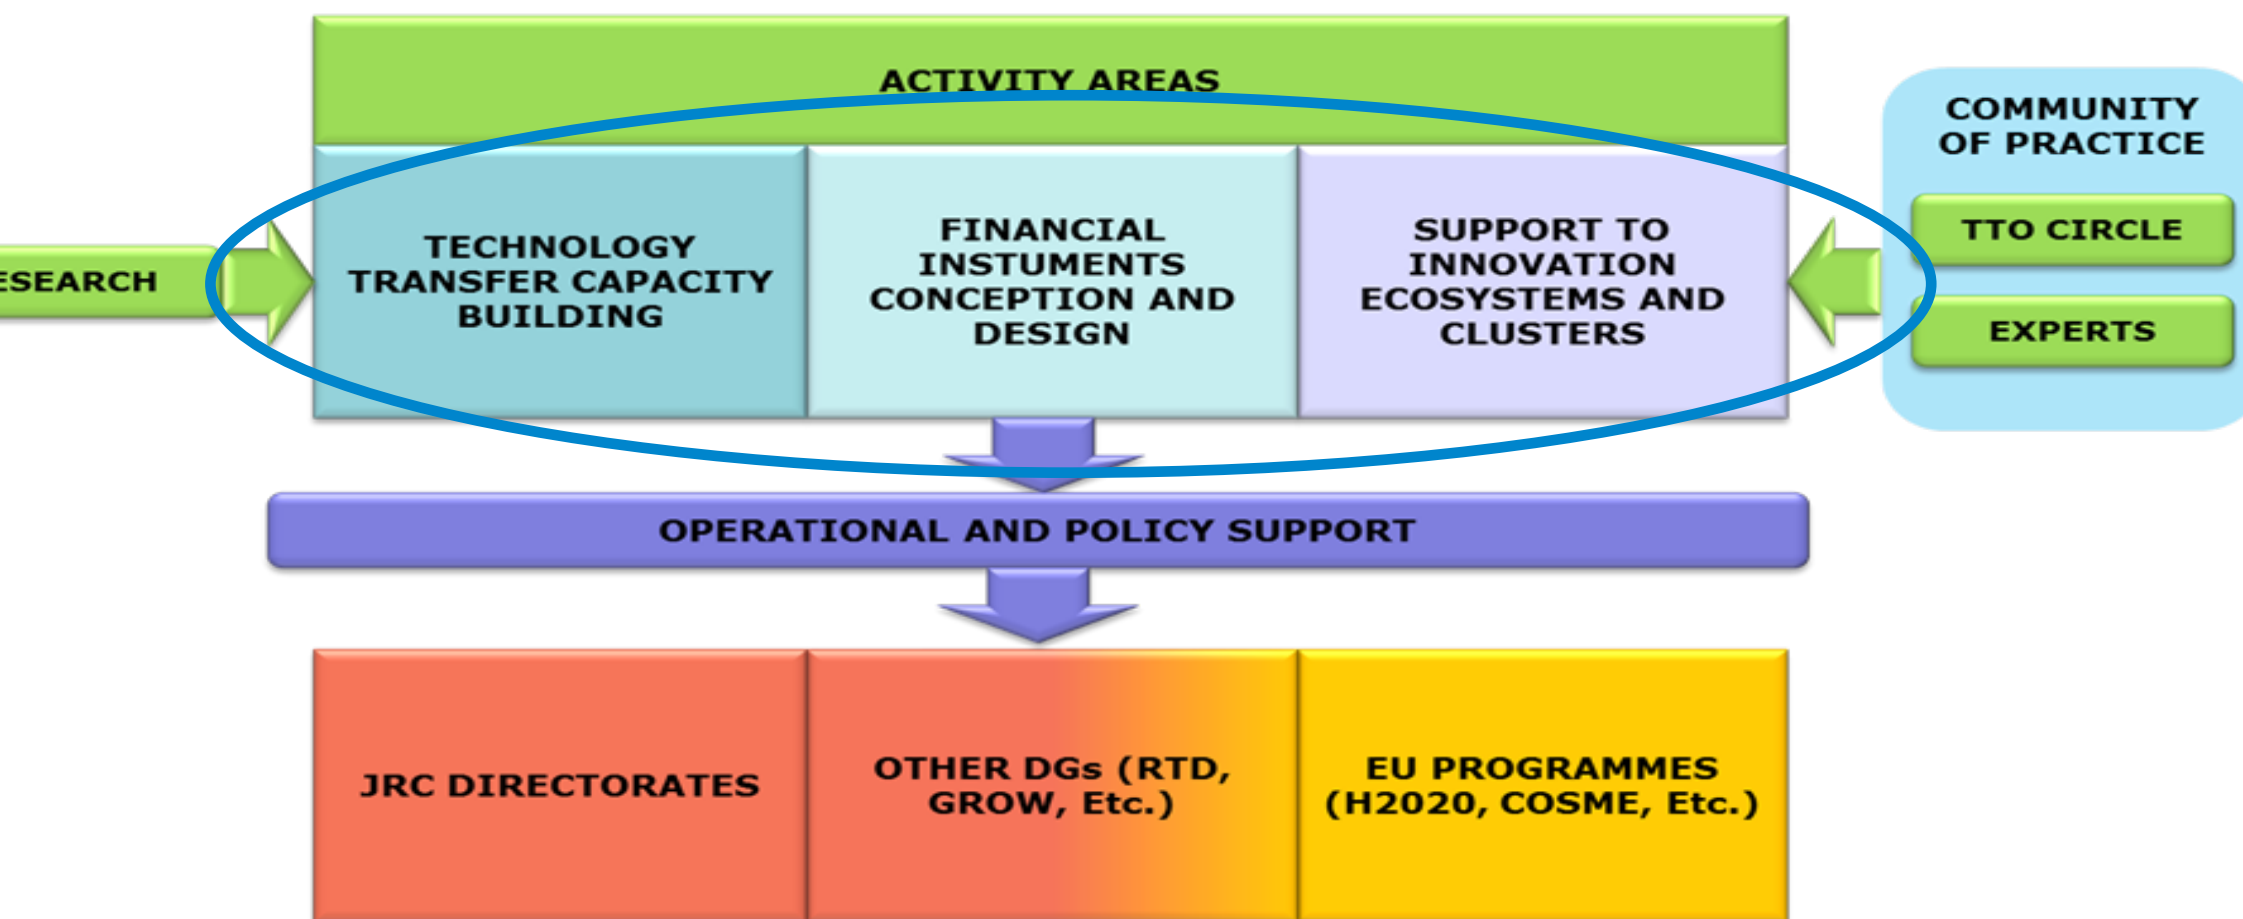 ACTIVITY AREAS
ESEARCH
TECHNOLOGY
TRANSFER CAPACITY
BUILDING
FINANCIAL
INSTUMENTS
CONCEPTION AND
DESIGN
SUPPORT TO
INNOVATION
ECOSYSTEMS AND
CLUSTERS
COMMUNITY
OF PRACTICE
TTO CIRCLE
EXPERTS
OPERATIONAL AND POLICY SUPPORT
JRC DIRECTORATES
OTHER DGs (RTD,
GROW, Etc.)
EU PROGRAMMES
(H2020, COSME, Etc.)